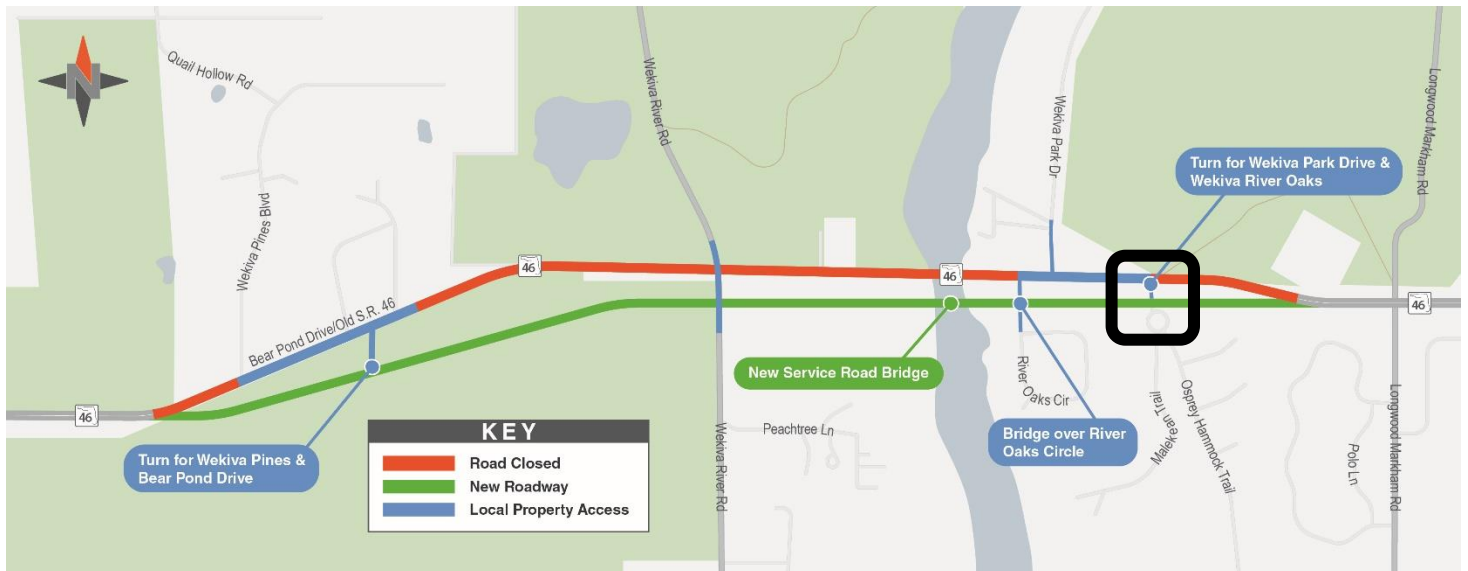 Quail Hollow Rd
N
Wekiva River Rd
Wekiva Park Dr
Longwood Markham Rd
Turn for Wekiva Park Drive &
Wekiva River Oaks
Wekiva Pines Blvd
46
46
46
Bear Pond Drive/Old S.R. 46
New Service Road Bridge
River Oaks Cir
46
Turn for Wekiva Pines &
Bear Pond Drive
KEY
Road Closed
New Roadway
Local Property Access
Wekiva River Rd
Peachtree Ln
Bridge over River
Oaks Circle
Malekean Trail
Osprey Hammock Trail
Polo Ln
Longwood Markham Rd